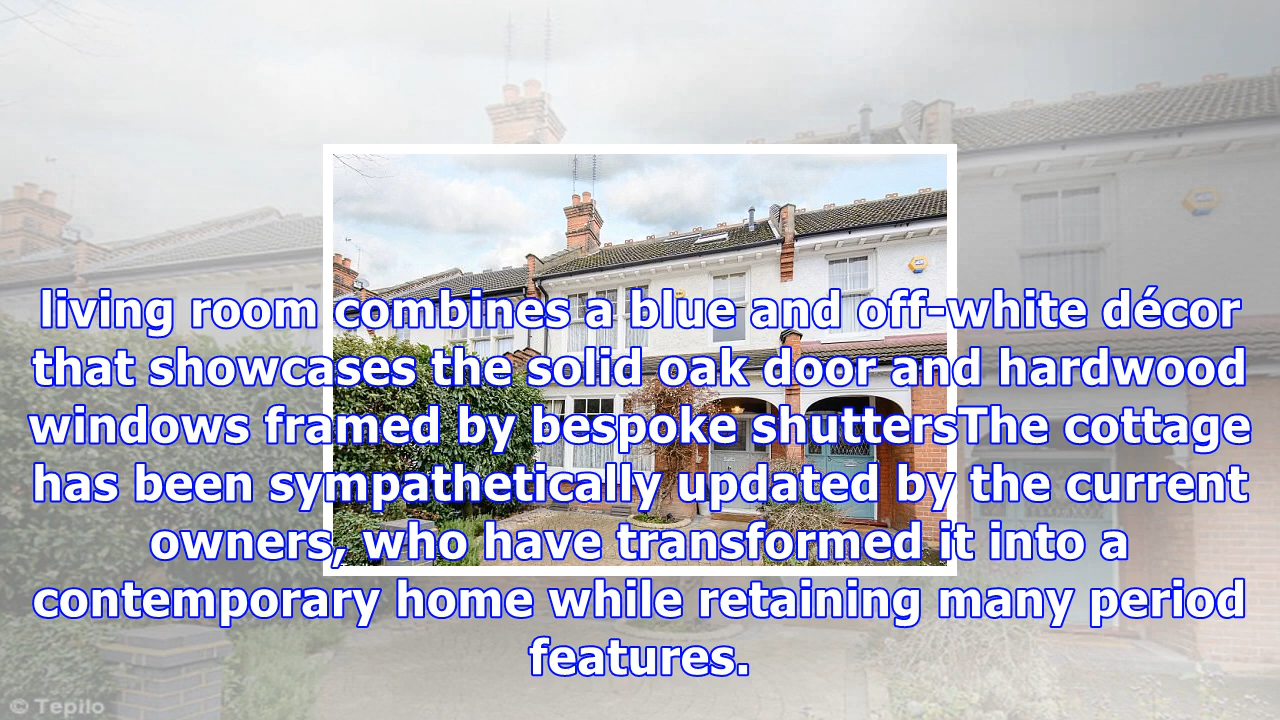 living room combines a blue and off-white décor
that showcases the solid oak door and hardwood
windows framed by bespoke shuttersThe cottage
has been sympathetically updated by the current
owners, who have transformed it into a
contemporary home while retaining many period
features.
© Tepilo